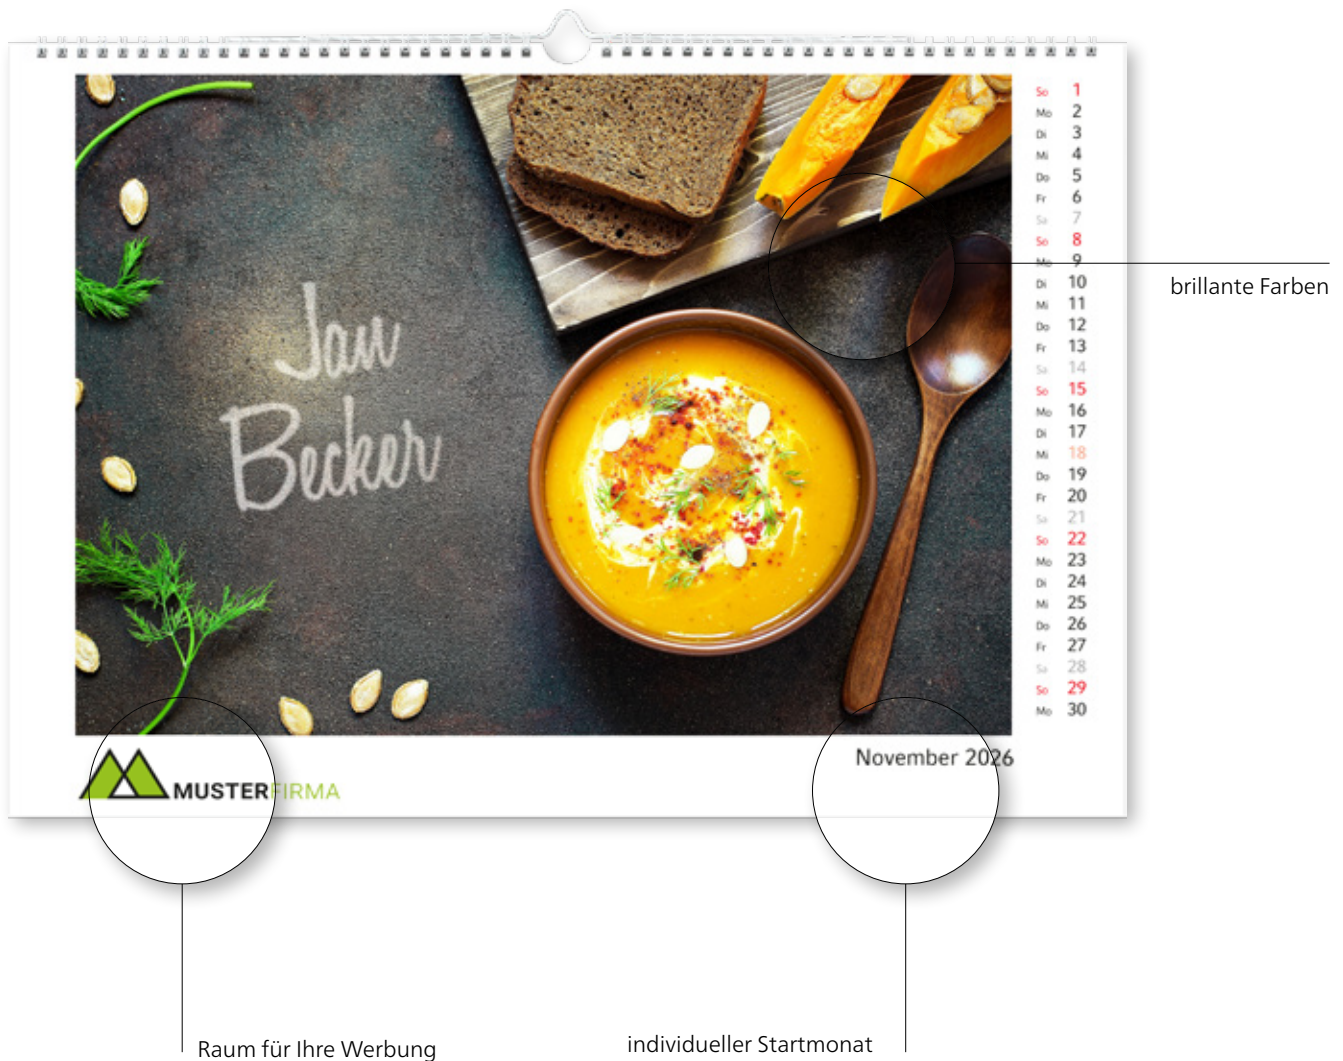 Jan
Becker
So 1
Mo 2
Di 3
Mi 4
Do 5
Fr 6
Sa 7
So 8
Mo 9
Di 10
Mi 11
Do 12
Fr 13
Sa 14
So 15
Mo 16
Di 17
Mi 18
Do 19
Fr 20
Sa 21
So 22
Mo 23
Di 24
Mi 25
Do 26
Fr 27
Sa 28
So 29
Mo 30
brillante Farben
November 2026
MUSTERFIRMA
Raum für Ihre Werbung
individueller Startmonat